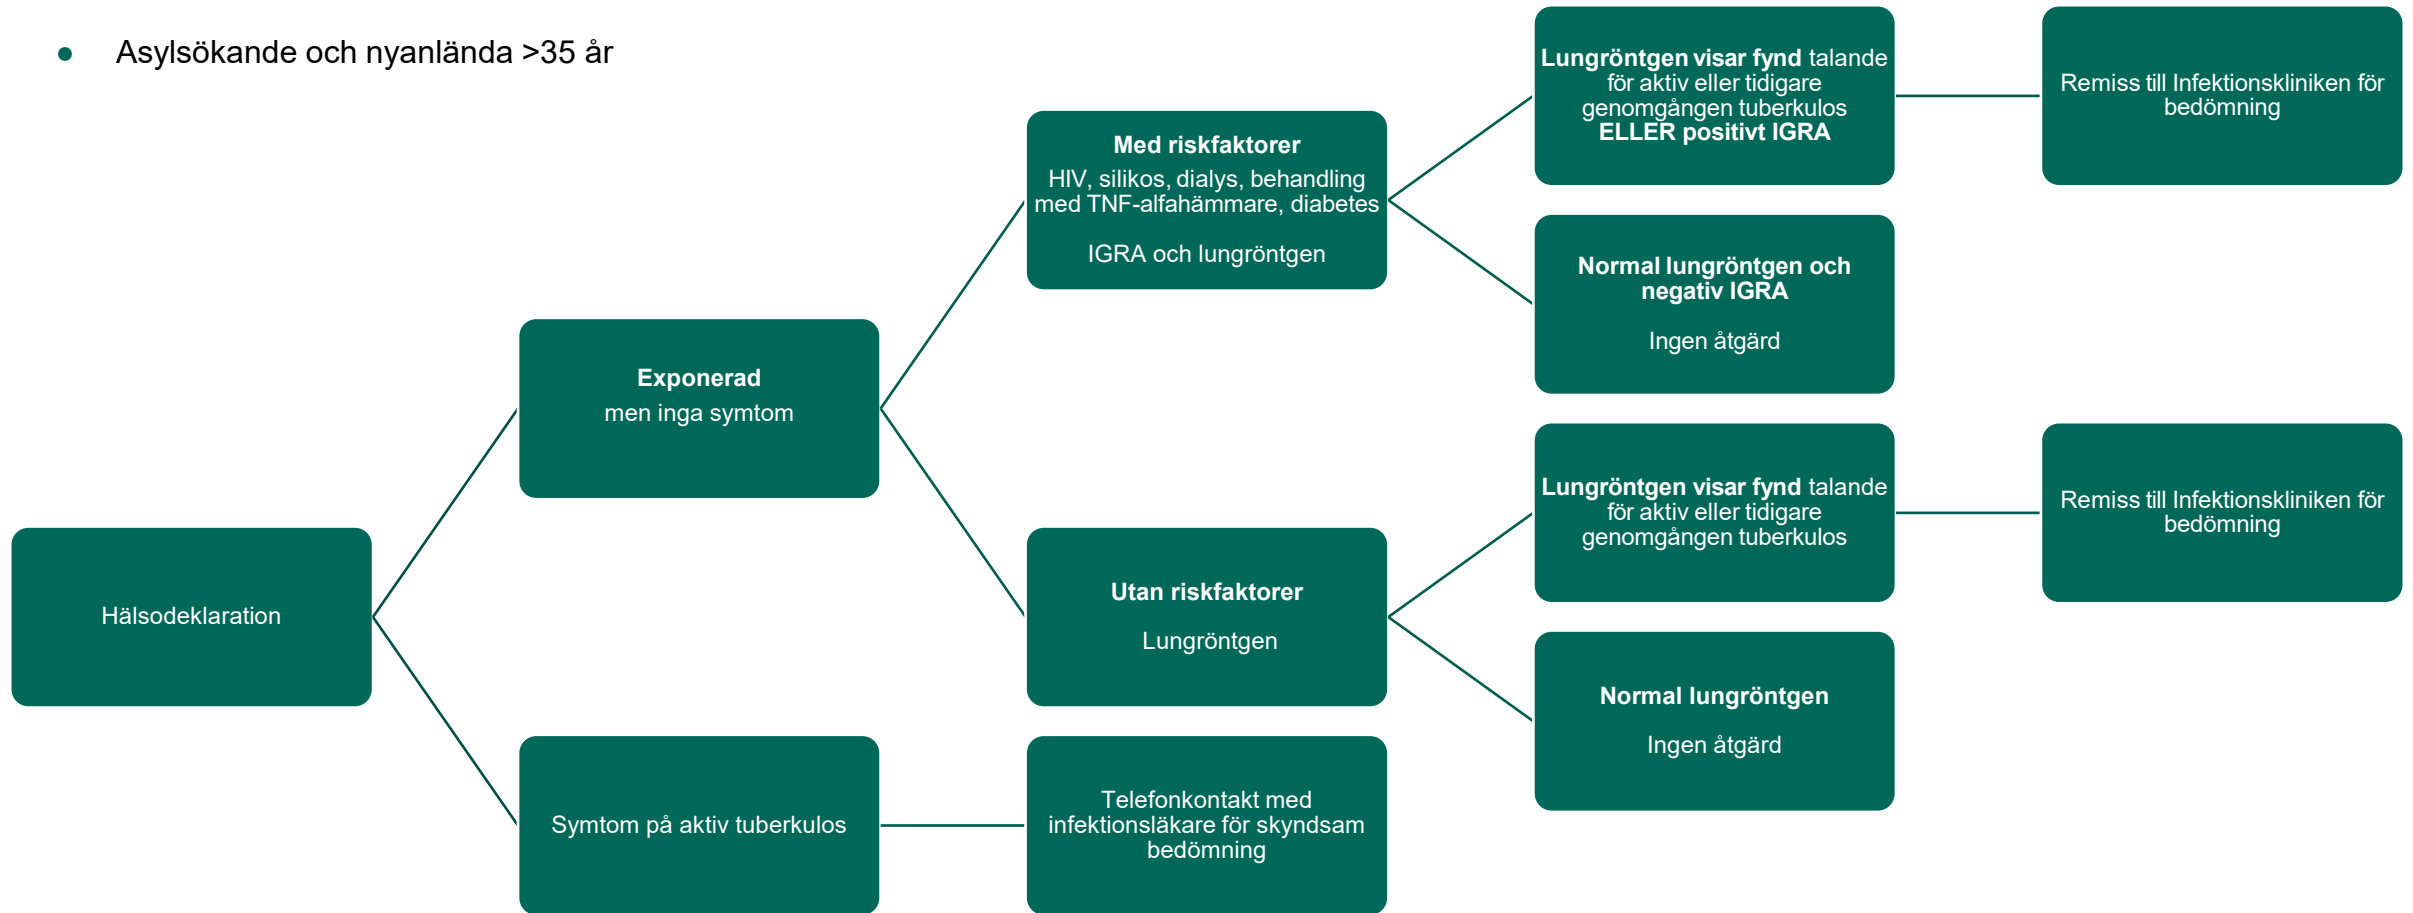 Asylsökande och nyanlända >35 år
Lungröntgen visar fynd talande
för aktiv eller tidigare
genomgången tuberkulos
ELLER positivt IGRA
Remiss till Infektionskliniken för
bedömning
Med riskfaktorer
HIV, silikos, dialys, behandling
med TNF-alfahämmare, diabetes
IGRA och lungröntgen
Normal lungröntgen och
negativ IGRA
Ingen åtgärd
Exponerad
men inga symtom
Lungröntgen visar fynd talande
för aktiv eller tidigare
genomgången tuberkulos
Remiss till Infektionskliniken för
bedömning
Hälsodeklaration
Utan riskfaktorer
Lungröntgen
Normal lungröntgen
Ingen åtgärd
Symtom på aktiv tuberkulos
Telefonkontakt med
infektionsläkare för skyndsam
bedömning